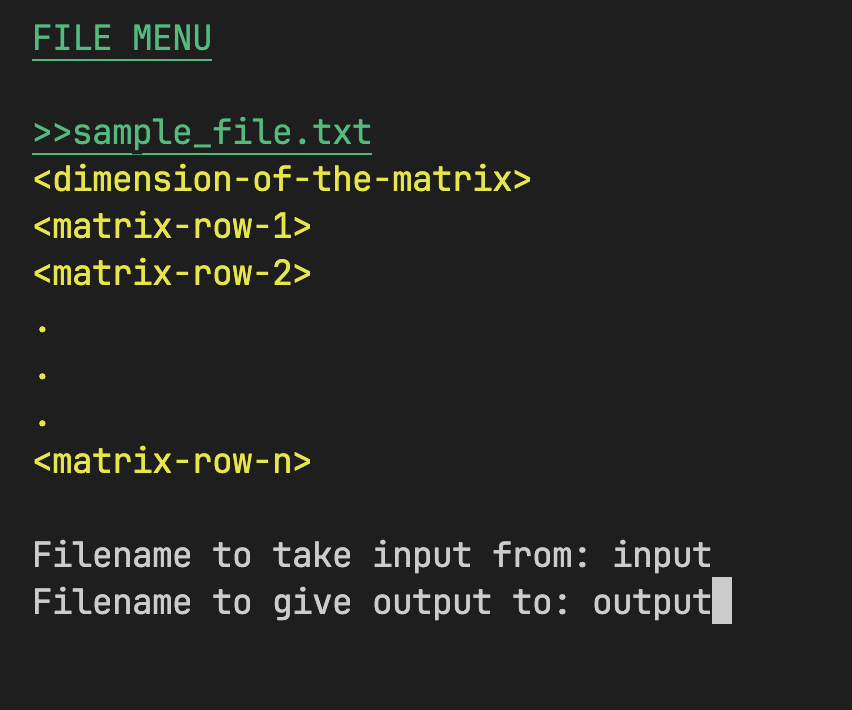 FILE MENU
>>sample_file.txt
<dimension-of-the-matrix>
<matrix-row-1>
<matrix-row-2>
.
.
.
<matrix-row-n>
Filename to take input from: input
Filename to give output to: output